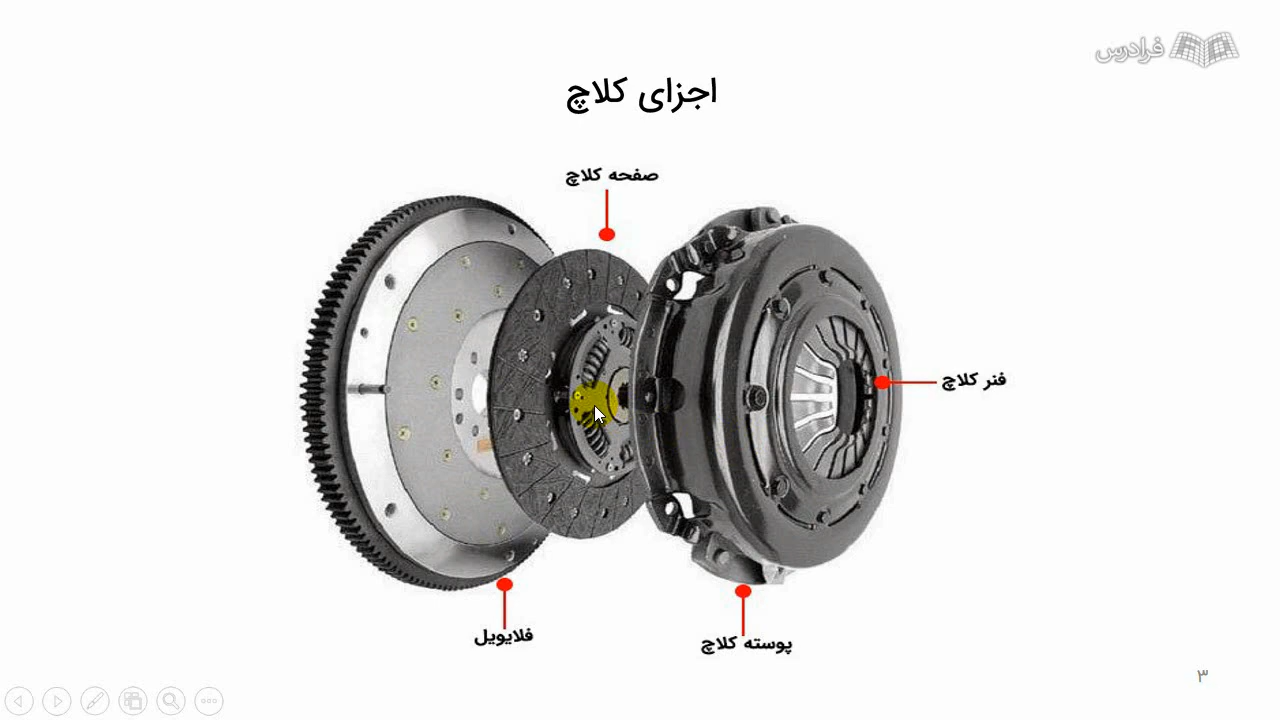 فرادرس
اجزای کلاچ
صفحه کلاچ
فنر کلاچ
فلایویل
پوسته کلاچ
۳